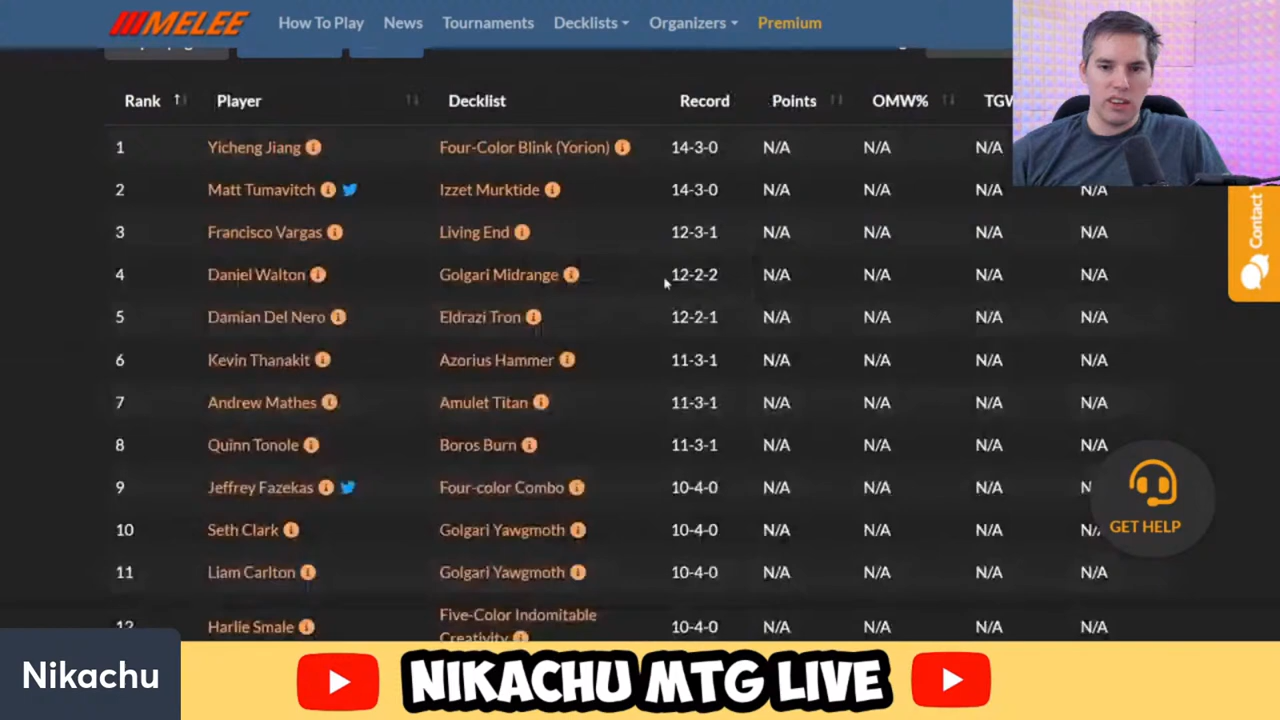 MELEE How To Play News Tournaments Decklists Organizers Premium
Rank Player Decklist Record Points OMW%
1 Yicheng Jiang Four-Color Blink (Yorion) 14-3-0 N/A N/A N/A
2 Matt Tumavitch Izzet Murktide 14-3-0 N/A N/A N/A N/A
3 Francisco Vargas Living End 12-3-1 N/A N/A N/A N/A
4 Daniel Walton Golgari Midrange 12-2-2 N/A N/A N/A N/A
5 Damian Del Nero Eldrazi Tron 12-2-1 N/A N/A N/A N/A
6 Kevin Thanakit Azorius Hammer 11-3-1 N/A N/A N/A N/A
7 Andrew Mathes Amulet Titan 11-3-1 N/A N/A N/A N/A
8 Quinn Tonole Boros Burn 11-3-1 N/A N/A N/A N/A
9 Jeffrey Fazekas Four-color Combo 10-4-0 N/A N/A N/A
10 Seth Clark Golgari Yawgmoth 10-4-0 N/A N/A N/A
11 Liam Carlton Golgari Yawgmoth 10-4-0 N/A N/A N/A N/A
12 Harlie Smale Five-Color Indomitable 10-4-0 N/A N/A N/A N/A
Creativity
Contact
GET HELP
Nikachu
NIKACHU MTG LIVE